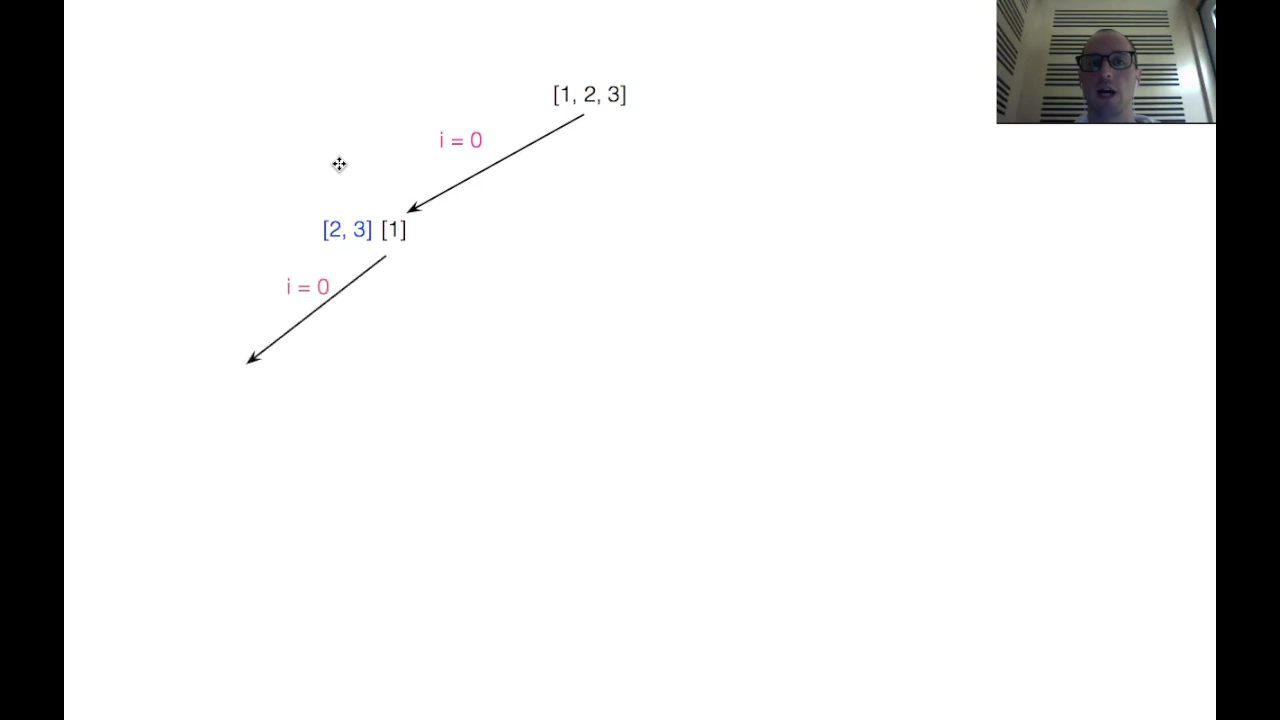 [1, 2, 3]
i = 0
[2, 3] [1]
i = 0